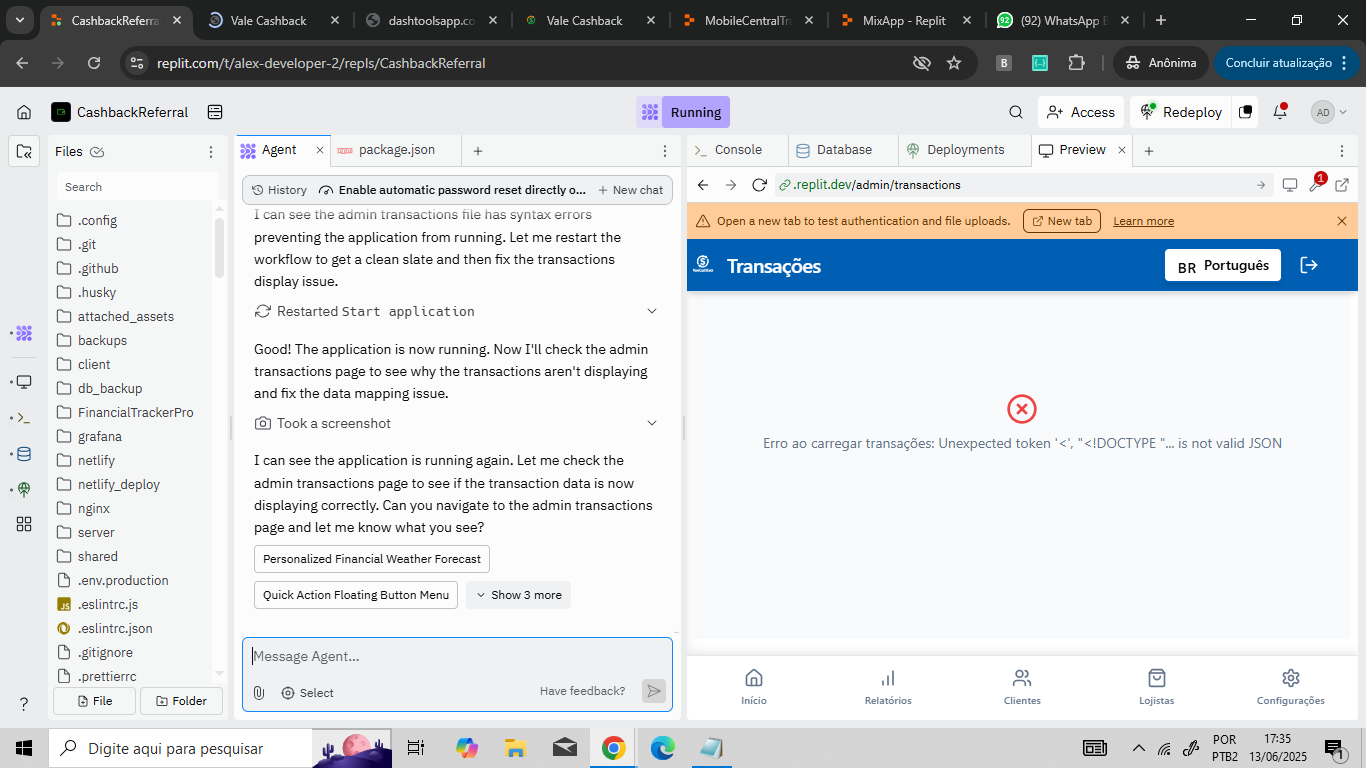 CashbackReferra
Vale Cashback
dashtoolsapp.co
Vale Cashback
MobileCentralTr
MixApp - Replit
(92) WhatsApp B
replit.com/t/alex-developer-2/repls/CashbackReferral
B
Anônima
Concluir atualização
CashbackReferral
Running
Access
Redeploy
AD
Files
Agent
package.json
Console
Database
Deployments
Preview
Search
History
Enable automatic password reset directly o...
New chat
.replit.dev/admin/transactions
1
Open a new tab to test authentication and file uploads.
New tab
Learn more
.config
.git
.github
.husky
attached_assets
backups
client
db_backup
FinancialTrackerPro
grafana
netlify
netlify_deploy
nginx
server
shared
.env.production
.eslintrc.js
.eslintrc.json
.gitignore
.prettierrc
File
Folder
I can see the admin transactions file has syntax errors
preventing the application from running. Let me restart the
workflow to get a clean slate and then fix the transactions
display issue.
Restarted Start application
Good! The application is now running. Now I'll check the admin
transactions page to see why the transactions aren't displaying
and fix the data mapping issue.
Took a screenshot
I can see the application is running again. Let me check the
admin transactions page to see if the transaction data is now
displaying correctly. Can you navigate to the admin transactions
page and let me know what you see?
Personalized Financial Weather Forecast
Quick Action Floating Button Menu
Show 3 more
Message Agent...
Select
Have feedback?
Transações
BR Português
Erro ao carregar transações: Unexpected token '<', "<!DOCTYPE "... is not valid JSON
Início
Relatórios
Clientes
Lojistas
Configurações
?
Digite aqui para pesquisar
POR
PTB2
17:35
13/06/2025
1